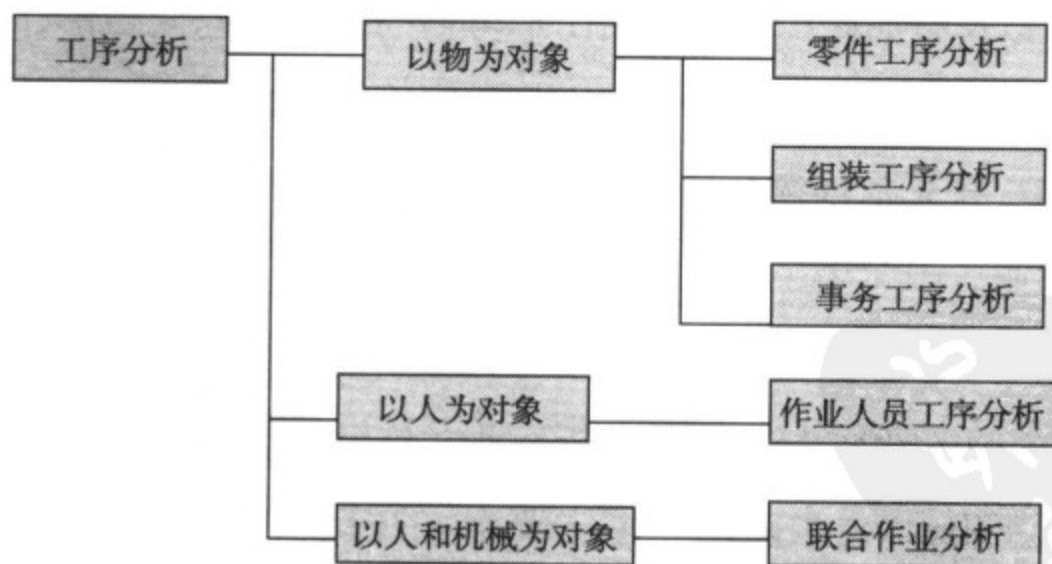 工序分析
以物为对象
零件工序分析
组装工序分析
事务工序分析
以人为对象
作业人员工序分析
以人和机械为对象
联合作业分析